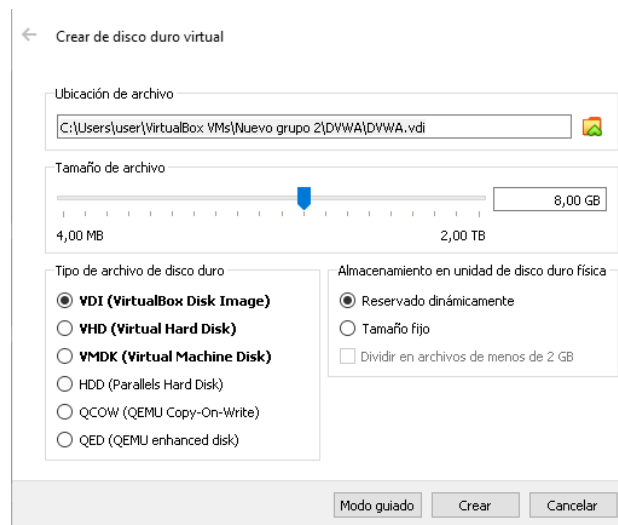 Crear de disco duro virtual
Ubicación de archivo
C:\Users\user\VirtualBox VMs\Nuevo grupo 2\DVWA\DVWA.vdi
Tamaño de archivo
8,00 GB
4,00 MB 2,00 TB
Tipo de archivo de disco duro
VDI (VirtualBox Disk Image)
VHD (Virtual Hard Disk)
VMDK (Virtual Machine Disk)
HDD (Parallels Hard Disk)
QCOW (QEMU Copy-On-Write)
QED (QEMU enhanced disk)
Almacenamiento en unidad de disco duro física
Reservado dinámicamente
Tamaño fijo
Dividir en archivos de menos de 2 GB
Modo guiado Crear Cancelar